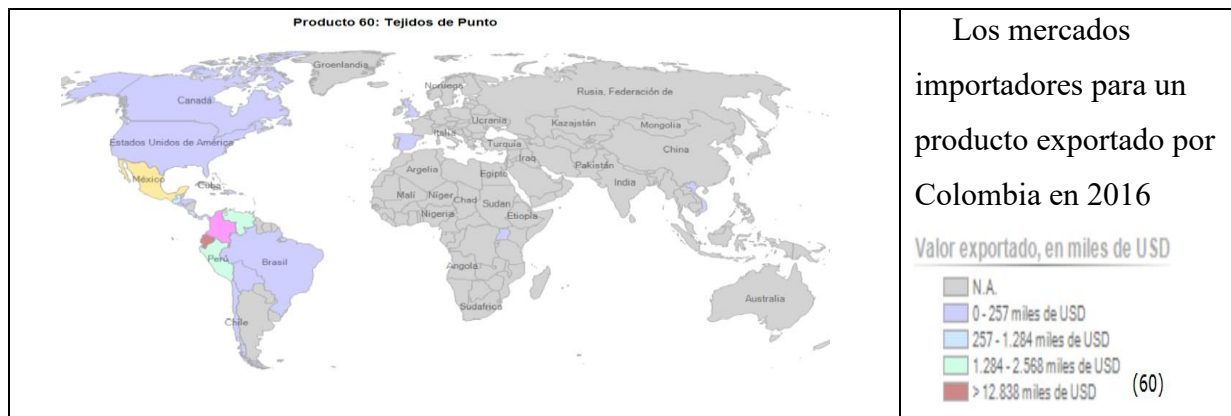 Producto 60: Tejidos de Punto
Groenlandia
Noruega
Rusia, Federación de
Canadá
Ucrania
Kazajstán
Mongolia
Italia
Estados Unidos de América
Turquía
China
Iraq
Pakistán
Argelia
Egipto
México
Cuba
India
Malí
Níger
Chad
Sudan
Nigeria
Etiopía
Perú
Brasil
Angola
Australia
Sudáfrica
Chile
Los mercados
importadores para un
producto exportado por
Colombia en 2016
Valor exportado, en miles de USD
N.A.
0 - 257 miles de USD
257 - 1.284 miles de USD
1.284 - 2.568 miles de USD
> 12.838 miles de USD
(60)